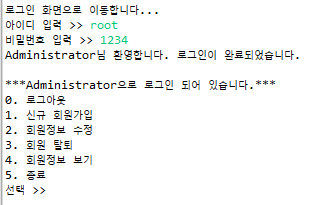 로그인 화면으로 이동합니다...
아이디 입력 >> root
비밀번호 입력 >> 1234
Administrator님 환영합니다. 로그인이 완료되었습니다.
***Administrator으로 로그인 되어 있습니다.***
0. 로그아웃
1. 신규 회원가입
2. 회원정보 수정
3. 회원 탈퇴
4. 회원정보 보기
5. 종료
선택 >>